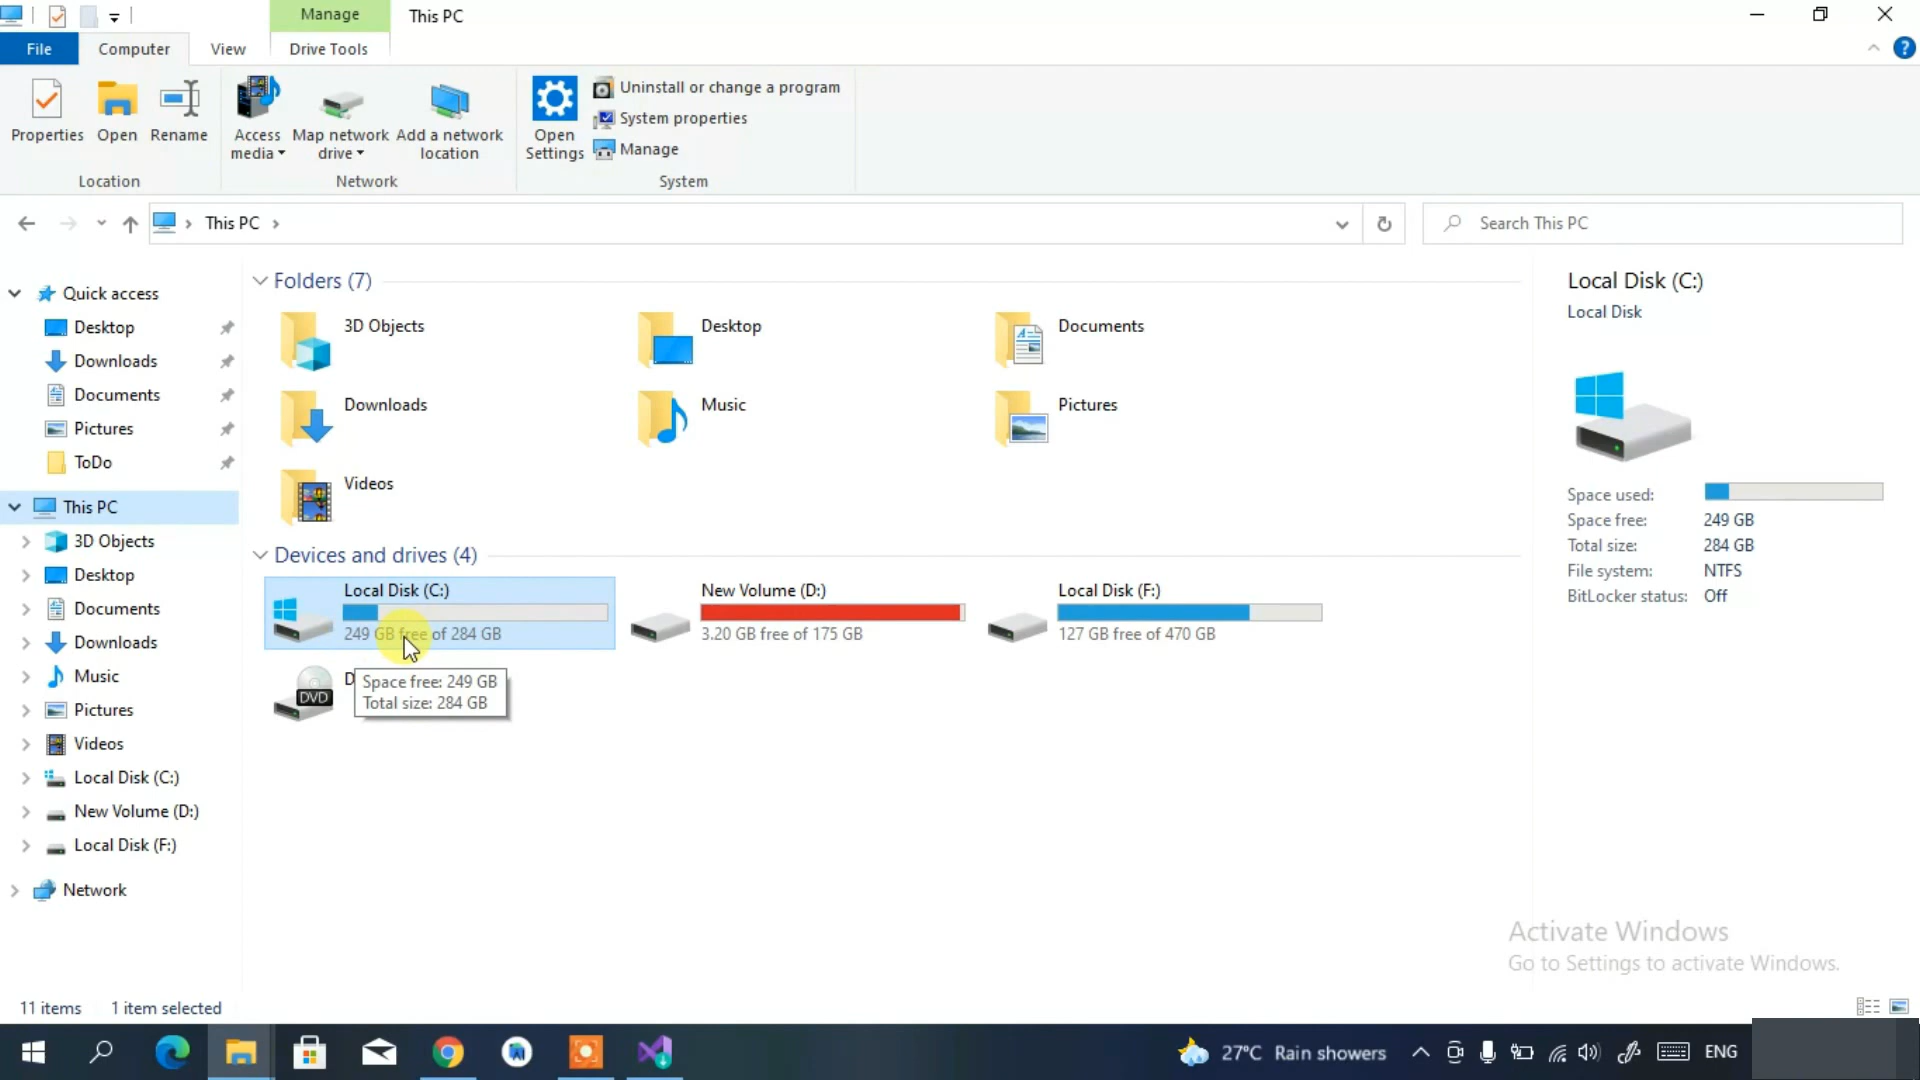 Manage
This PC
File
Computer
View
Drive Tools
Properties
Open
Rename
Access media
Map network drive
Add a network location
Open Settings
Uninstall or change a program
System properties
Manage
Location
Network
System
This PC
Search This PC
Quick access
Desktop
Downloads
Documents
Pictures
ToDo
This PC
3D Objects
Desktop
Documents
Downloads
Music
Pictures
Videos
Local Disk (C:)
New Volume (D:)
Local Disk (F:)
Network
Folders (7)
3D Objects
Desktop
Documents
Downloads
Music
Pictures
Videos
Devices and drives (4)
Local Disk (C:)
249 GB free of 284 GB
New Volume (D:)
3.20 GB free of 175 GB
Local Disk (F:)
127 GB free of 470 GB
DVD
D
Space free: 249 GB
Total size: 284 GB
Local Disk (C:)
Local Disk
Space used:
Space free: 249 GB
Total size: 284 GB
File system: NTFS
BitLocker status: Off
Activate Windows
Go to Settings to activate Windows.
11 items
1 item selected
27°C Rain showers
ENG